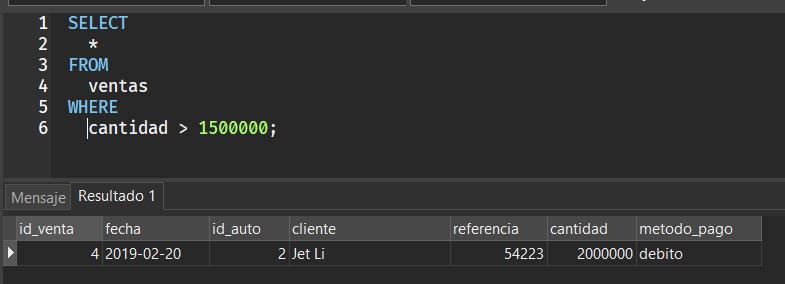 1 SELECT
2 *
3 FROM
4 ventas
5 WHERE
6 cantidad > 1500000;
Mensaje Resultado 1
id_venta fecha id_auto cliente referencia cantidad metodo_pago
4 2019-02-20 2 Jet Li 54223 2000000 debito